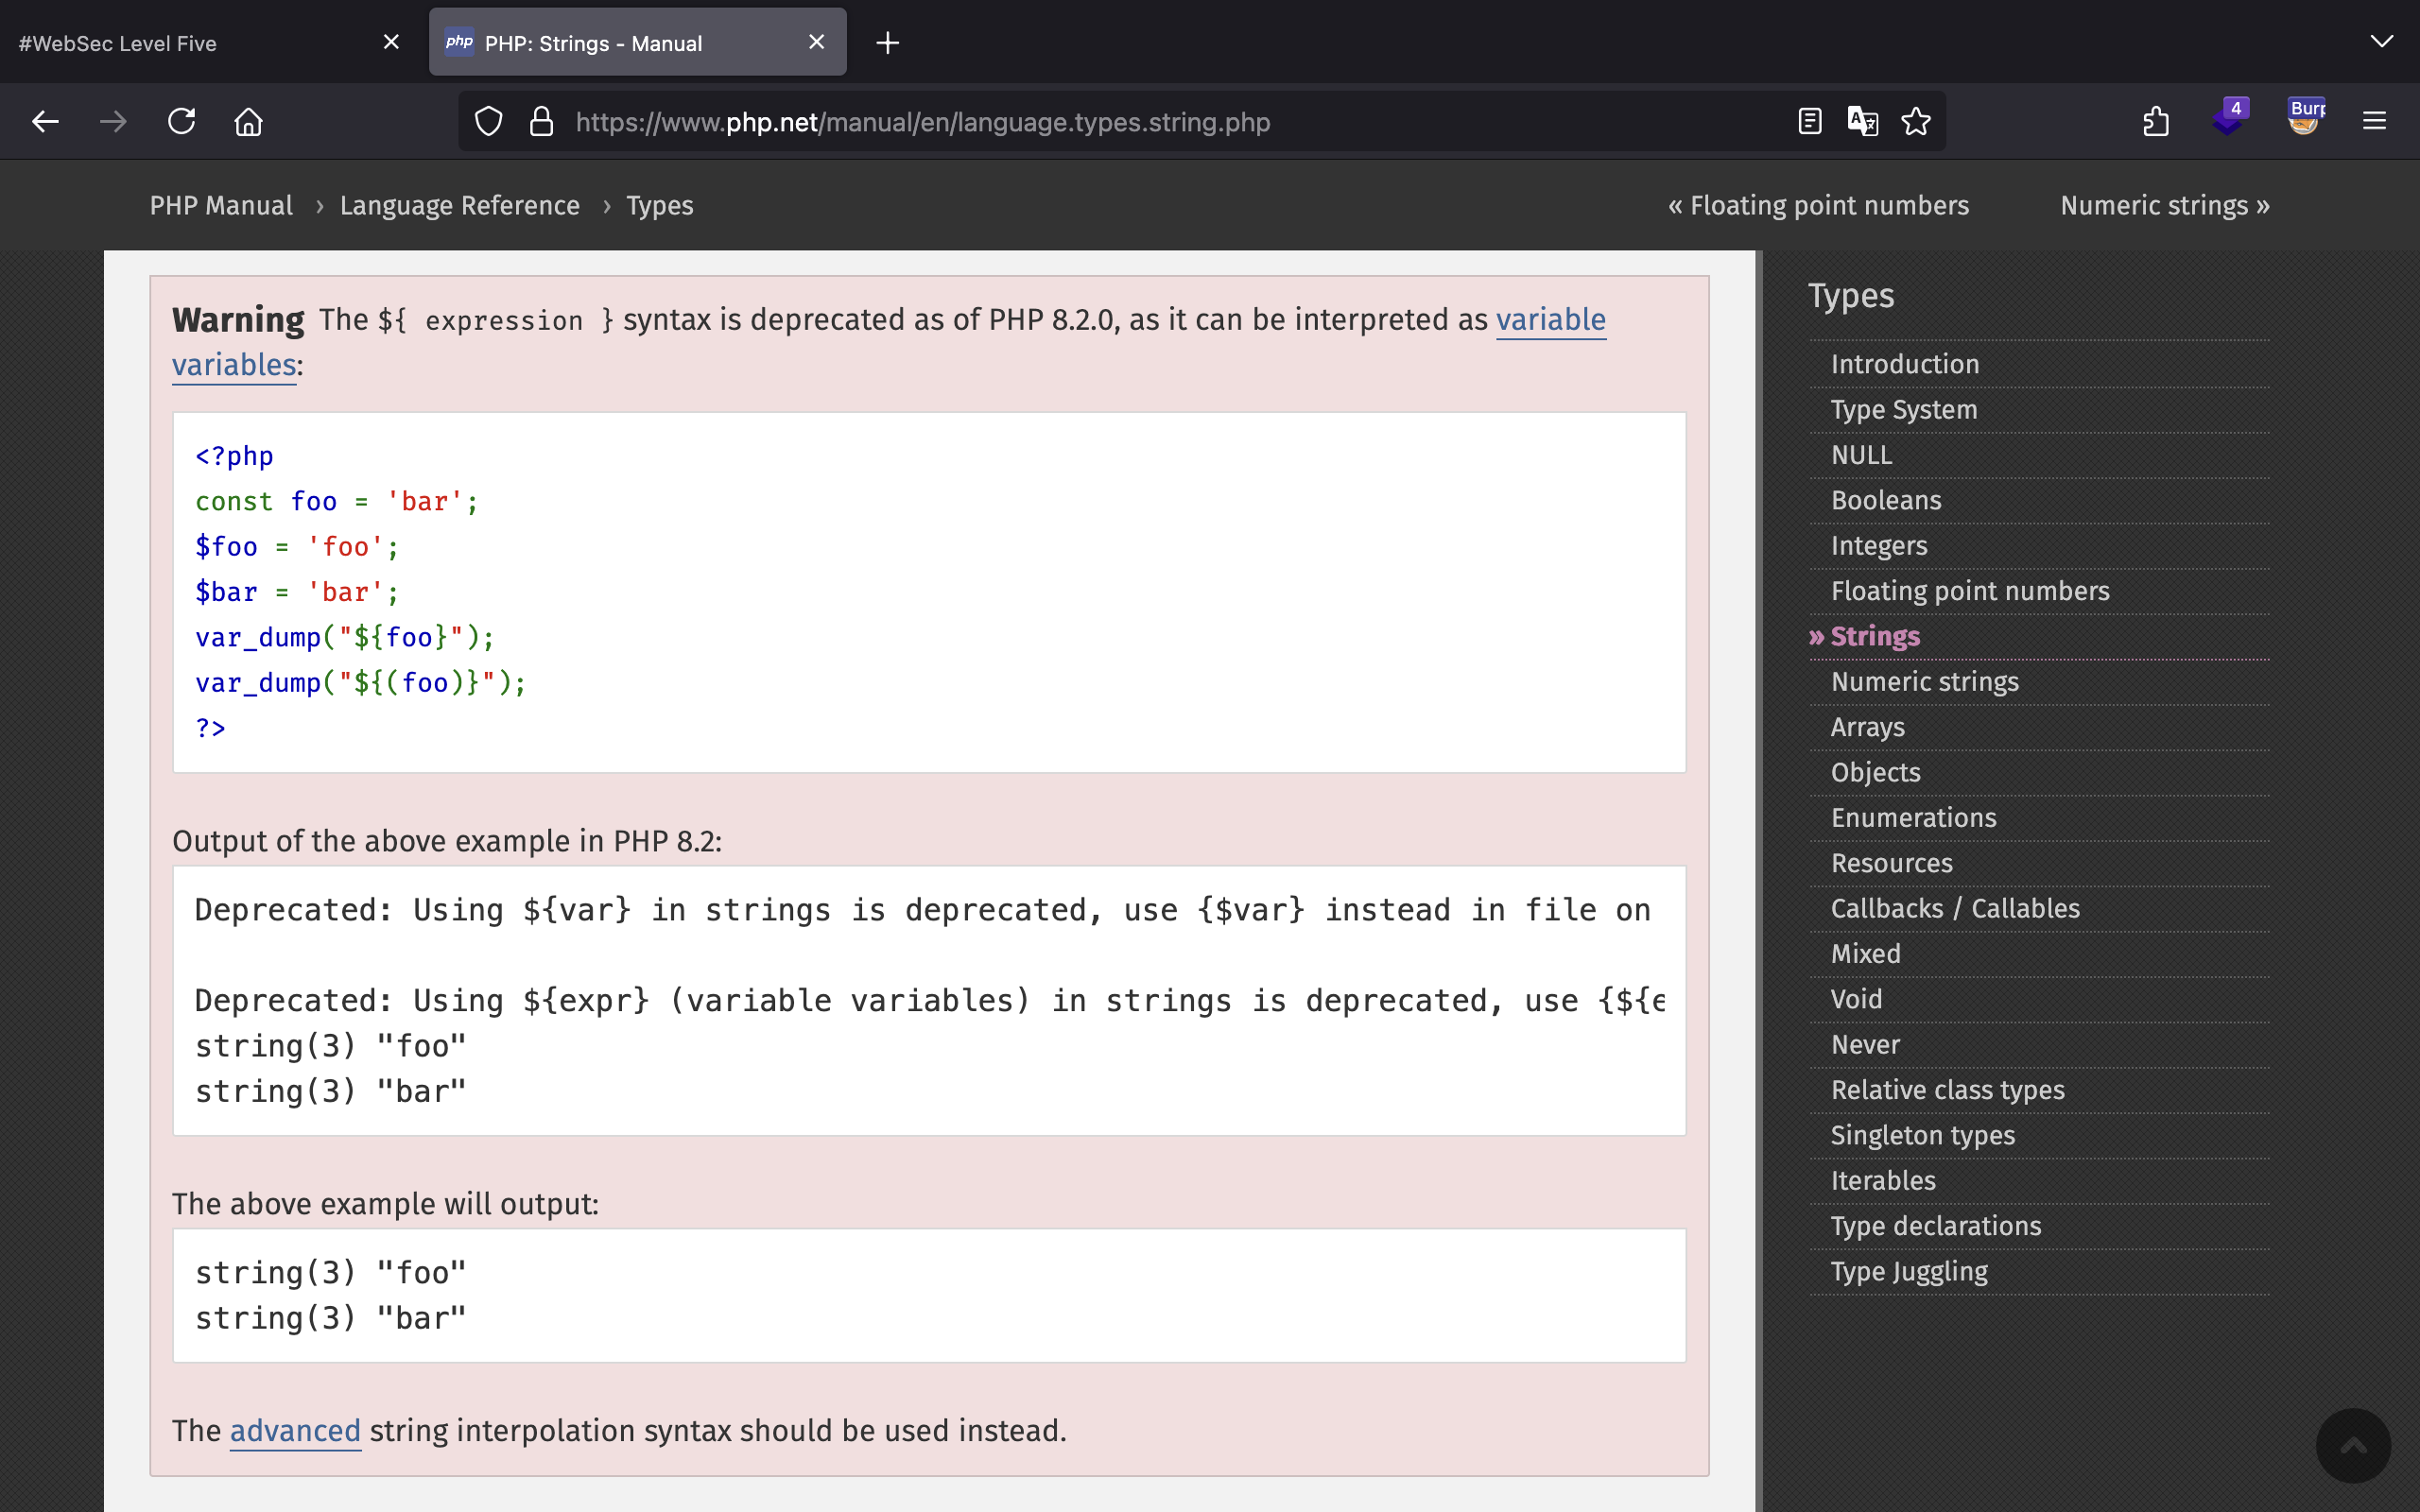 #WebSec Level Five
php PHP: Strings - Manual
https://www.php.net/manual/en/language.types.string.php
4
Burp
PHP Manual › Language Reference › Types
« Floating point numbers
Numeric strings »
Warning The ${ expression } syntax is deprecated as of PHP 8.2.0, as it can be interpreted as variable
variables:
<?php
const foo = 'bar';
$foo = 'foo';
$bar = 'bar';
var_dump("${foo}");
var_dump("${(foo)}");
?>
Output of the above example in PHP 8.2:
Deprecated: Using ${var} in strings is deprecated, use {$var} instead in file on
Deprecated: Using ${expr} (variable variables) in strings is deprecated, use {${e
string(3) "foo"
string(3) "bar"
The above example will output:
string(3) "foo"
string(3) "bar"
The advanced string interpolation syntax should be used instead.
Types
Introduction
Type System
NULL
Booleans
Integers
Floating point numbers
» Strings
Numeric strings
Arrays
Objects
Enumerations
Resources
Callbacks / Callables
Mixed
Void
Never
Relative class types
Singleton types
Iterables
Type declarations
Type Juggling